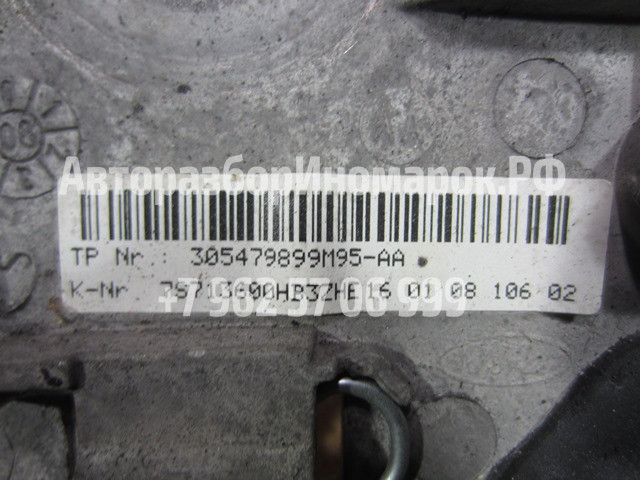 АвторазборИномарок.РФ
TP Nr : 305479899M95-AA
K-Nr 16 01 08 106 02